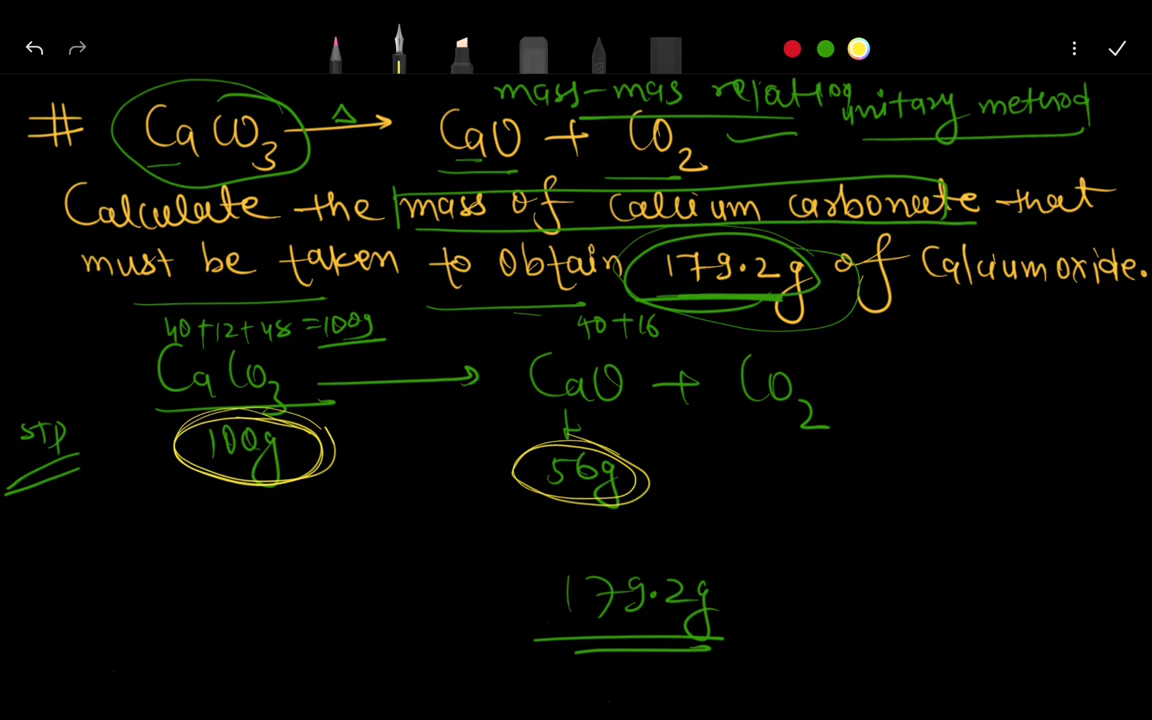 mass-mas relation unitary method
# CaCO3 Δ→ CaO + CO2
Calculate the mass of calcium carbonate that
must be taken to obtain 179.2g of Calcium oxide.
40+12+48 =100g 40+16
CaCO3 → CaO + CO2
STP 100g 56g
179.2g